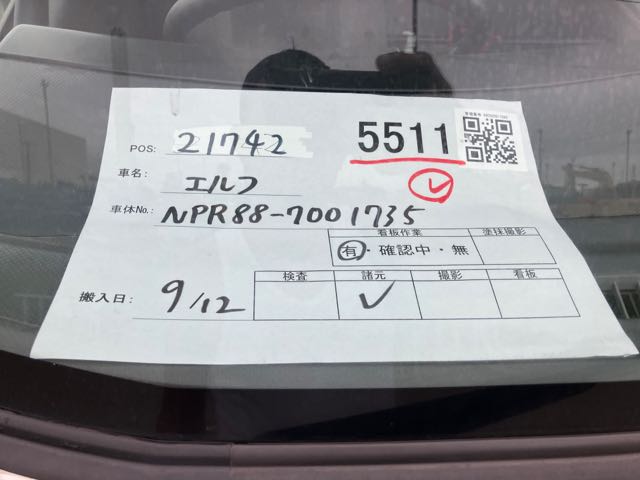 POS: 21742
5511
車名: エルフ
車体No.: NPR88-7001735
看板作業 塗抹撮影
有・確認中・無
検査 諸元 撮影 看板
搬入日: 9/12